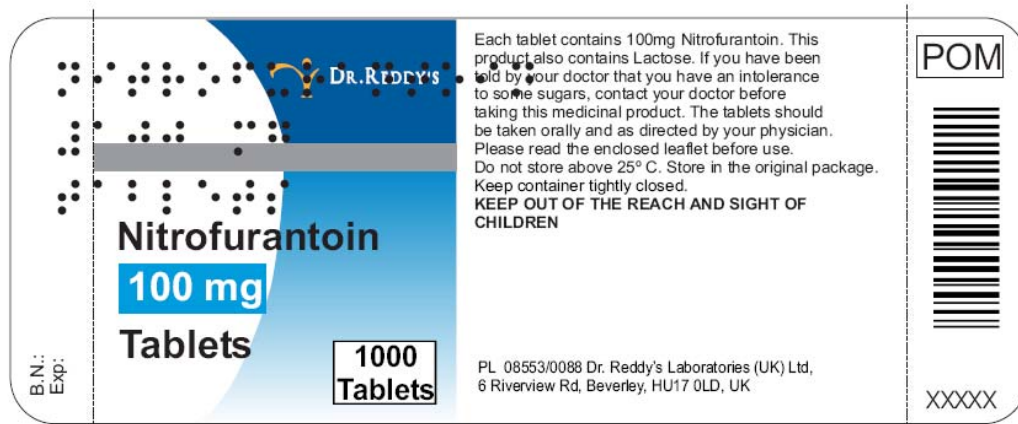 DR.REDDY'S
Nitrofurantoin
100 mg
Tablets
1000
Tablets
B.N.:
Exp:
Each tablet contains 100mg Nitrofurantoin. This
product also contains Lactose. If you have been
told by your doctor that you have an intolerance
to some sugars, contact your doctor before
taking this medicinal product. The tablets should
be taken orally and as directed by your physician.
Please read the enclosed leaflet before use.
Do not store above 25º C. Store in the original package.
Keep container tightly closed.
KEEP OUT OF THE REACH AND SIGHT OF
CHILDREN
PL 08553/0088 Dr. Reddy's Laboratories (UK) Ltd,
6 Riverview Rd, Beverley, HU17 0LD, UK
POM
XXXXX